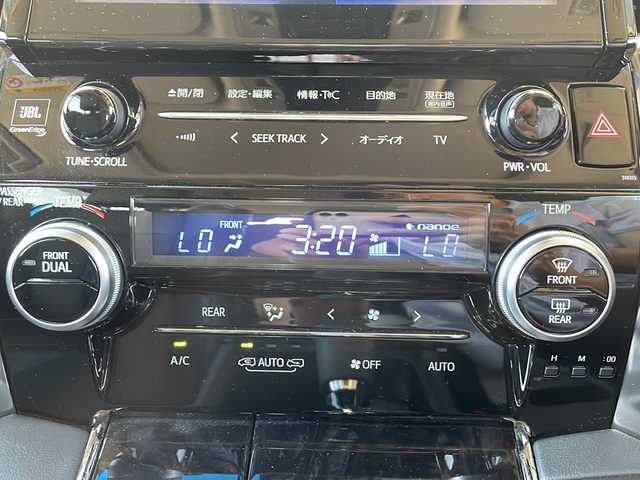 JBL
GreenEdge
開/閉 設定・編集 情報・TC 目的地 現在地
SEEK TRACK オーディオ TV
TUNE・SCROLL
PWR・VOL
PASSENGER
/REAR
TEMP
TEMP
FRONT
nanoe
LO 3:20 LO
FRONT
DUAL
FRONT
REAR
REAR
A/C AUTO OFF AUTO
H M :00